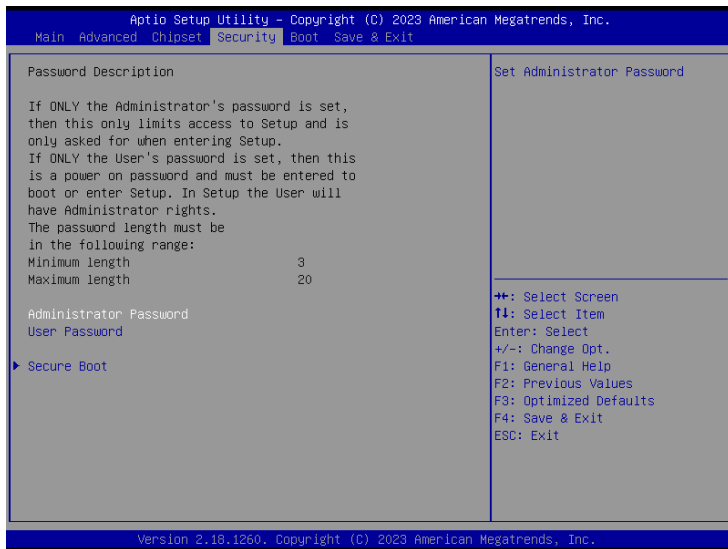 Aptio Setup Utility – Copyright (C) 2023 American Megatrends, Inc.
Main Advanced Chipset Security Boot Save & Exit
Password Description
If ONLY the Administrator's password is set,
then this only limits access to Setup and is
only asked for when entering Setup.
If ONLY the User's password is set, then this
is a power on password and must be entered to
boot or enter Setup. In Setup the User will
have Administrator rights.
The password length must be
in the following range:
Minimum length 3
Maximum length 20
Administrator Password
User Password
Secure Boot
Set Administrator Password
→←: Select Screen
↑↓: Select Item
Enter: Select
+/-: Change Opt.
F1: General Help
F2: Previous Values
F3: Optimized Defaults
F4: Save & Exit
ESC: Exit
Version 2.18.1260. Copyright (C) 2023 American Megatrends, Inc.